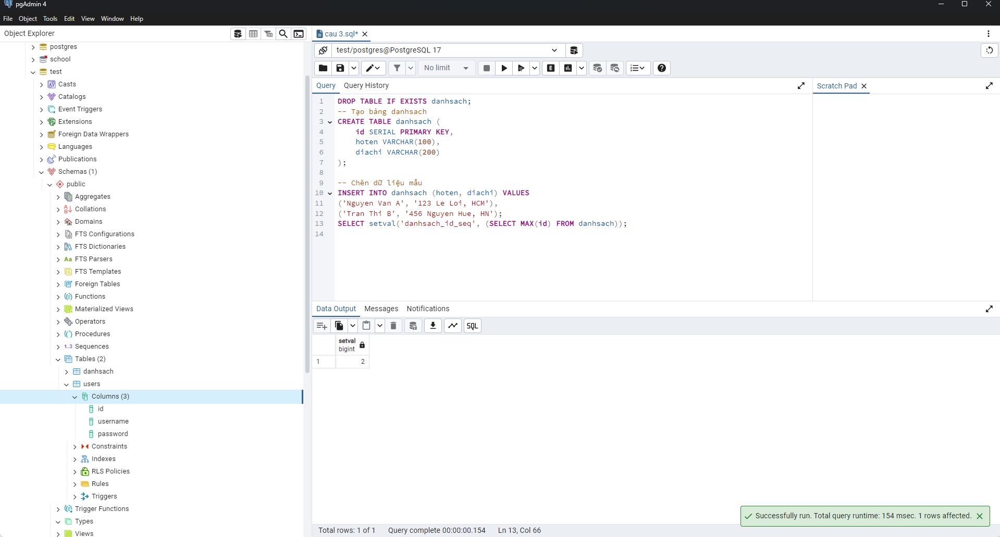 pgAdmin 4
File Object Tools Edit View Window Help
Object Explorer
postgres
school
test
Casts
Catalogs
Event Triggers
Extensions
Foreign Data Wrappers
Languages
Publications
Schemas (1)
public
Aggregates
Collations
Domains
FTS Configurations
FTS Dictionaries
Aa FTS Parsers
FTS Templates
Foreign Tables
Functions
Materialized Views
Operators
Procedures
1..3 Sequences
Tables (2)
danhsach
users
Columns (3)
id
username
password
Constraints
Indexes
RLS Policies
Rules
Triggers
Trigger Functions
Types
Views
cau 3.sql*
test/postgres@PostgreSQL 17
No limit
E
Query Query History
Scratch Pad
1 DROP TABLE IF EXISTS danhsach;
2 -- Tạo bảng danhsach
3 CREATE TABLE danhsach (
4 id SERIAL PRIMARY KEY,
5 hoten VARCHAR(100),
6 diachi VARCHAR(200)
7 );
8
9 -- Chèn dữ liệu mẫu
10 INSERT INTO danhsach (hoten, diachi) VALUES
11 ('Nguyen Van A', '123 Le Loi, HCM'),
12 ('Tran Thi B', '456 Nguyen Hue, HN');
13 SELECT setval('danhsach_id_seq', (SELECT MAX(id) FROM danhsach));
14
Data Output Messages Notifications
SQL
setval
bigint
1 2
Successfully run. Total query runtime: 154 msec. 1 rows affected.
Total rows: 1 of 1 Query complete 00:00:00.154 Ln 13, Col 66